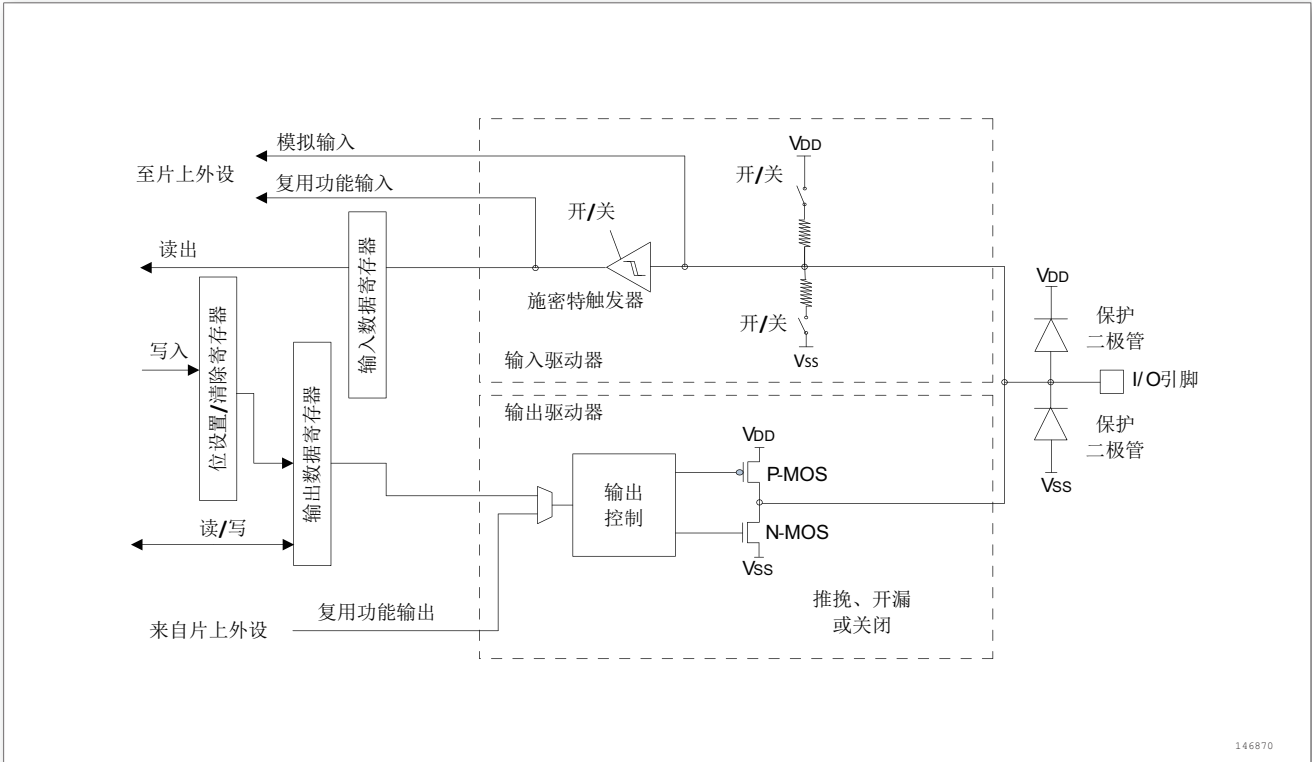 模拟输入
至片上外设
复用功能输入
读出
写入
位设置/清除寄存器
输入数据寄存器
输出数据寄存器
读/写
来自片上外设
复用功能输出
开/关
施密特触发器
VDD
开/关
开/关
VSS
输入驱动器
输出驱动器
输出
控制
VDD
P-MOS
N-MOS
VSS
推挽、开漏
或关闭
VDD
保护
二极管
I/O引脚
保护
二极管
VSS
146870